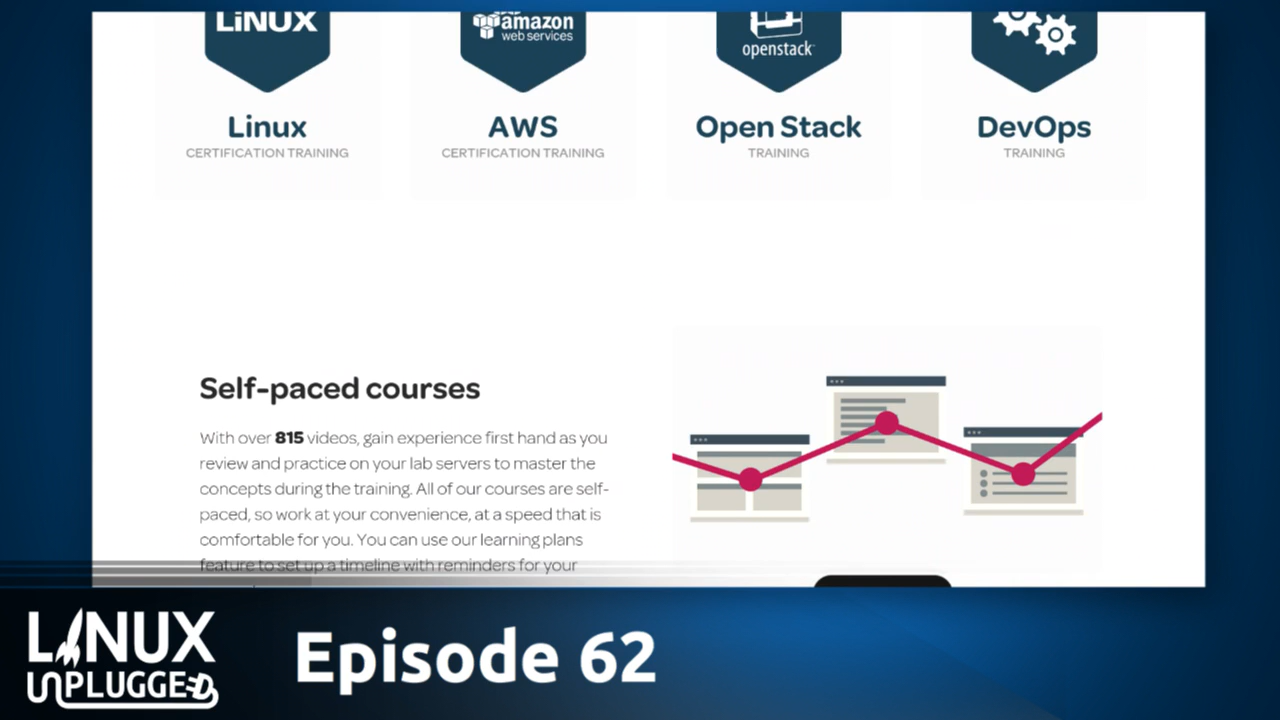 LiNUX
amazon
web services
openstack
Linux
AWS
Open Stack
DevOps
CERTIFICATION TRAINING
CERTIFICATION TRAINING
TRAINING
TRAINING
Self-paced courses
With over 815 videos, gain experience first hand as you
review and practice on your lab servers to master the
concepts during the training. All of our courses are self-
paced, so work at your convenience, at a speed that is
comfortable for you. You can use our learning plans
feature to set up a timeline with reminders for your
LINUX
UNPLUGGED
Episode 62